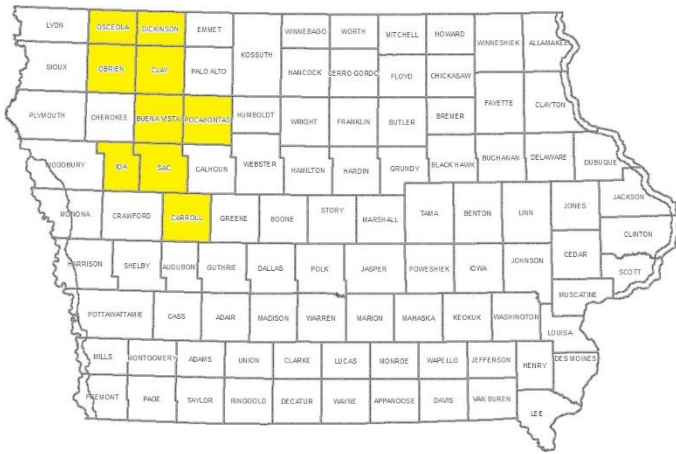 LYON OSCEOLA DICKINSON EMMET WINNEBAGO WORTH MITCHELL HOWARD WINNESHIEK ALLAMAKEE
KOSSUTH
SIOUX OBRIEN CLAY PALO ALTO HANCOCK CERRO GORDO FLOYD CHICKASAW
FAYETTE CLAYTON
PLYMOUTH CHEROKEE BUENA VISTA POCAHONTAS HUMBOLDT WRIGHT FRANKLIN BUTLER BREMER
WOODBURY IDA SAC CALHOUN WEBSTER HAMILTON HARDIN GRUNDY BLACK HAWK BUCHANAN DELAWARE DUBUQUE
MONONA CRAWFORD CARROLL GREENE BOONE STORY MARSHALL TAMA BENTON LINN JONES JACKSON
CLINTON
HARRISON SHELBY AUDUBON GUTHRIE DALLAS POLK JASPER POWESHIEK IOWA JOHNSON CEDAR SCOTT
MUSCATINE
POTTAWATTAMIE CASS ADAIR MADISON WARREN MARION MAHASKA KEOKUK WASHINGTON LOUISA
MILLS MONTGOMERY ADAMS UNION CLARKE LUCAS MONROE WAPELLO JEFFERSON HENRY DES MOINES
FREMONT PAGE TAYLOR RINGGOLD DECATUR WAYNE APPANOOSE DAVIS VAN BUREN LEE